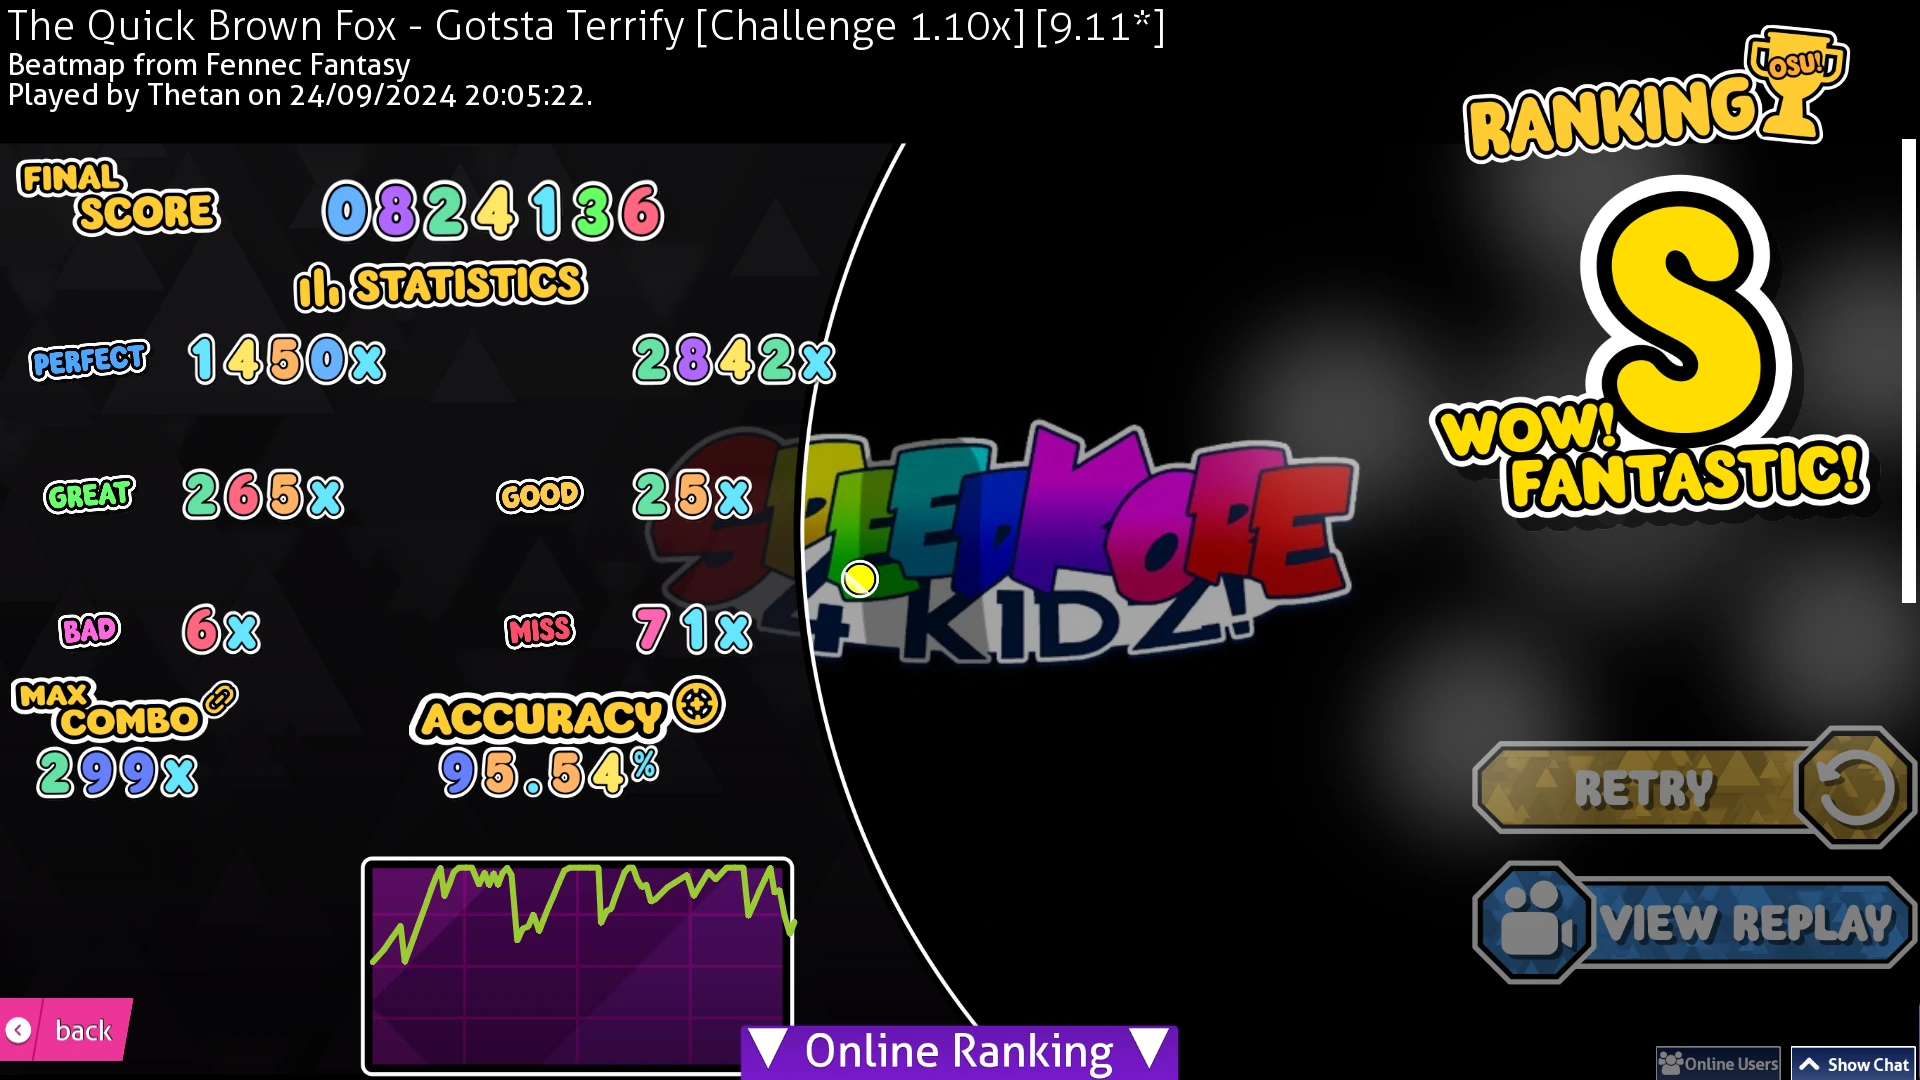 The Quick Brown Fox - Gotsta Terrify [Challenge 1.10x] [9.11*]
Beatmap from Fennec Fantasy
Played by Thetan on 24/09/2024 20:05:22.
RANKING OSU!
FINAL SCORE 0824136
STATISTICS
PERFECT 1450x 2842x
GREAT 265x GOOD 25x
BAD 6x MISS 71x
MAX COMBO
299x
ACCURACY
95.54%
S
WOW!
FANTASTIC!
SPEEDKORE
4 KIDZ!
RETRY
VIEW REPLAY
back
Online Ranking
Online Users
Show Chat